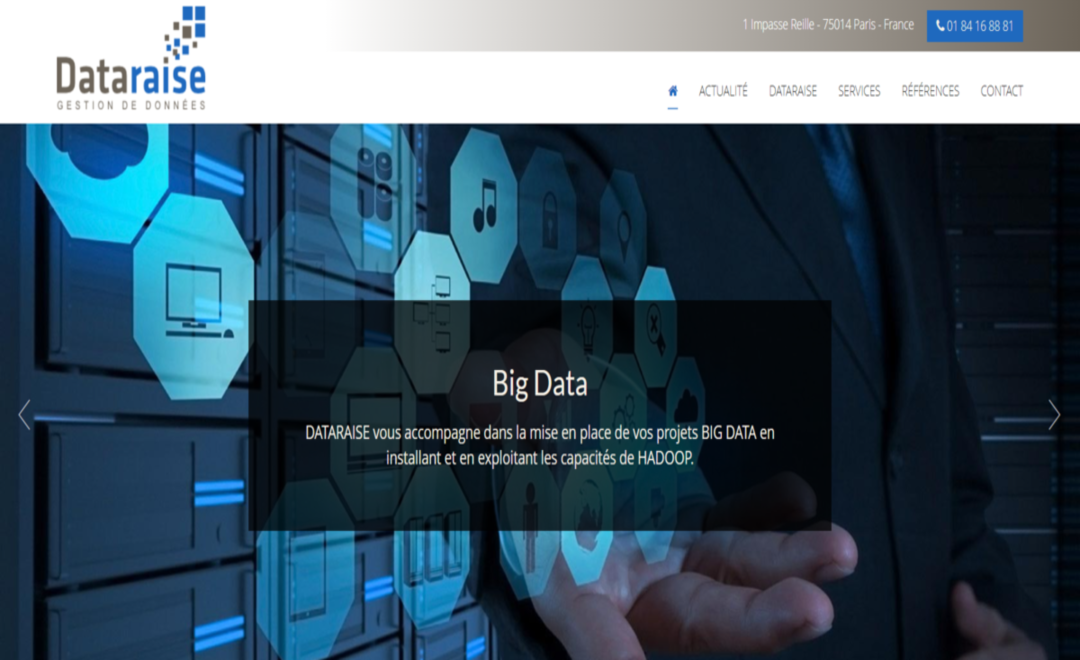 1 Impasse Reille - 75014 Paris - France
01 84 16 88 81
Dataraise
GESTION DE DONNÉES
ACTUALITÉ
DATARAISE
SERVICES
RÉFÉRENCES
CONTACT
Big Data
DATARAISE vous accompagne dans la mise en place de vos projets BIG DATA en
installant et en exploitant les capacités de HADOOP.